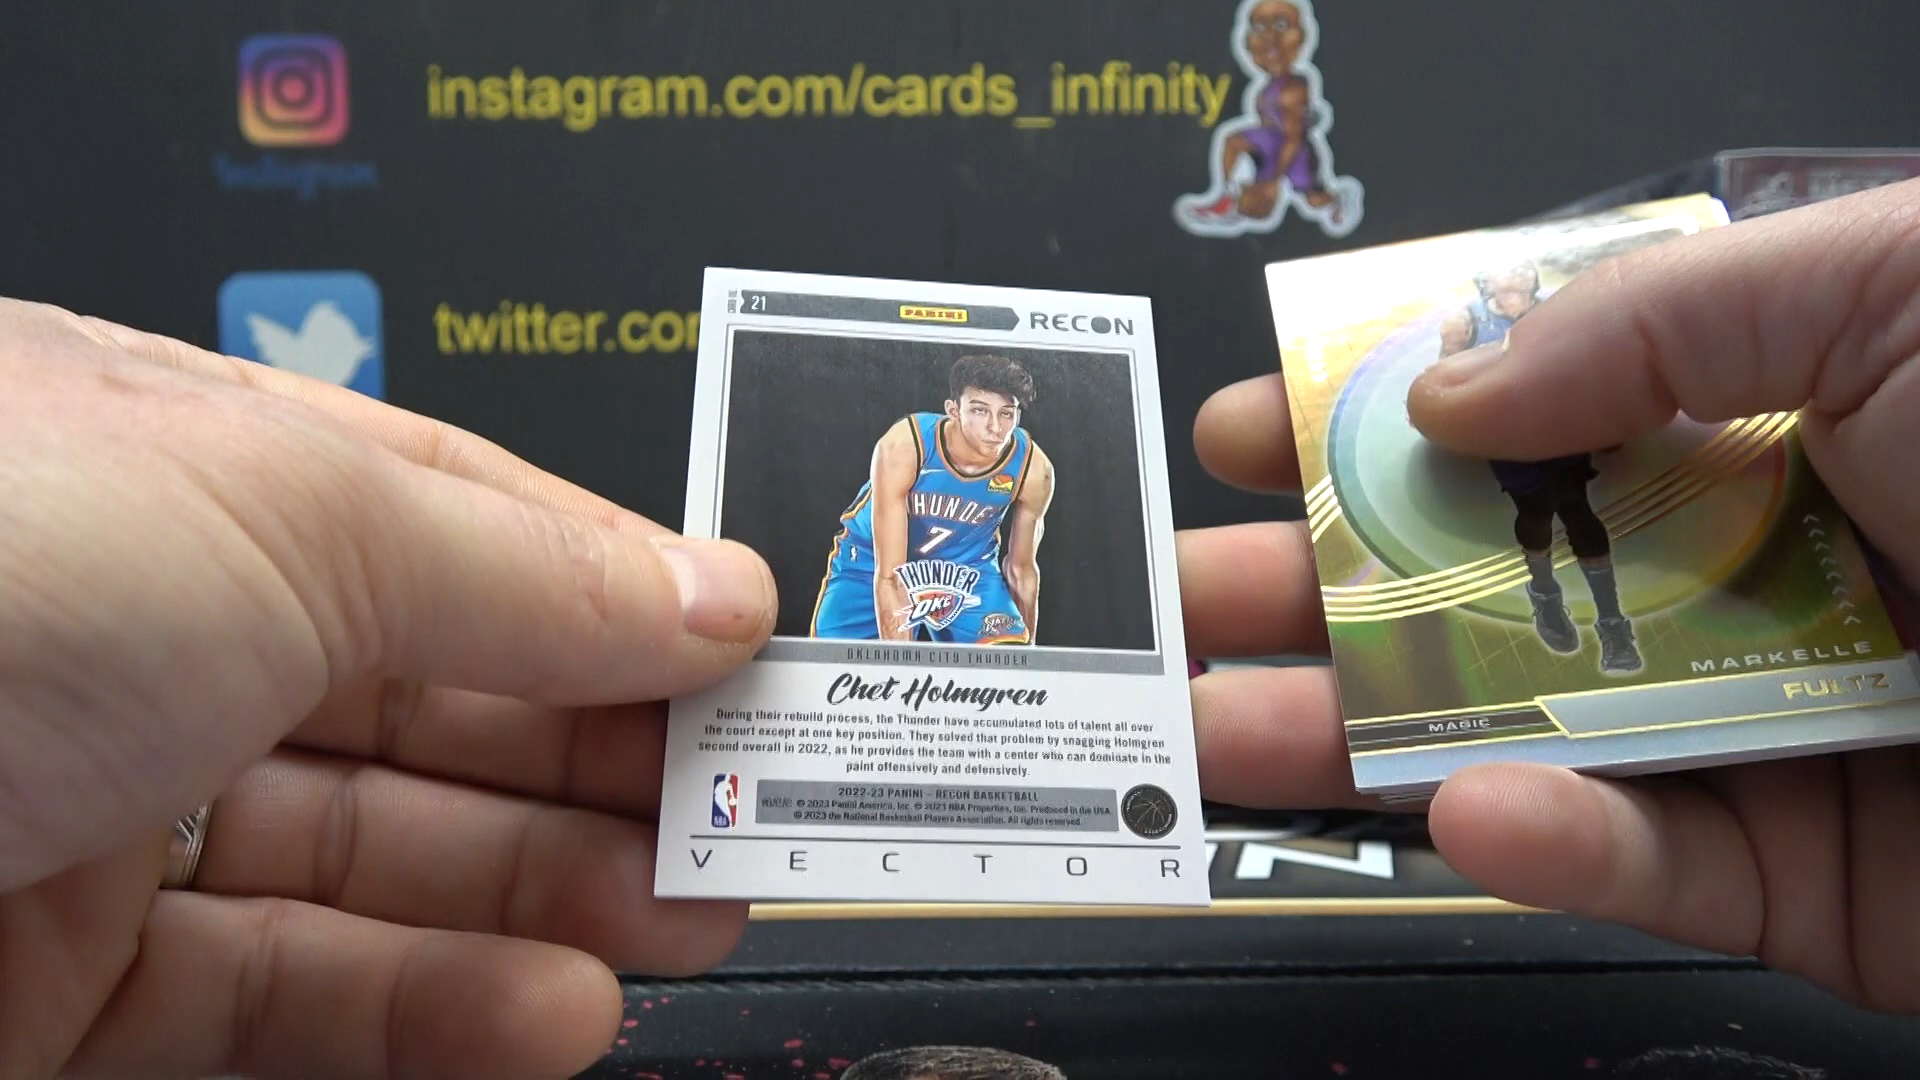 instagram.com/cards_infinity
Instagram
twitter.co
21
PANINI
RECON
THUNDE
7
THUNDER
OKC
OKLAHOMA CITY THUNDER
Chet Holmgren
During their rebuild process, the Thunder have accumulated lots of talent all over
the court except at one key position. They solved that problem by snagging Holmgren
second overall in 2022, as he provides the team with a center who can dominate in the
paint offensively and defensively.
2022-23 PANINI – RECON BASKETBALL
© 2023 Panini America, Inc. © 2023 NBA Properties, Inc. Produced in the USA.
© 2023 the National Basketball Players Association. All rights reserved.
NBA
VECTOR
MARKELLE
FULTZ
MAGIC